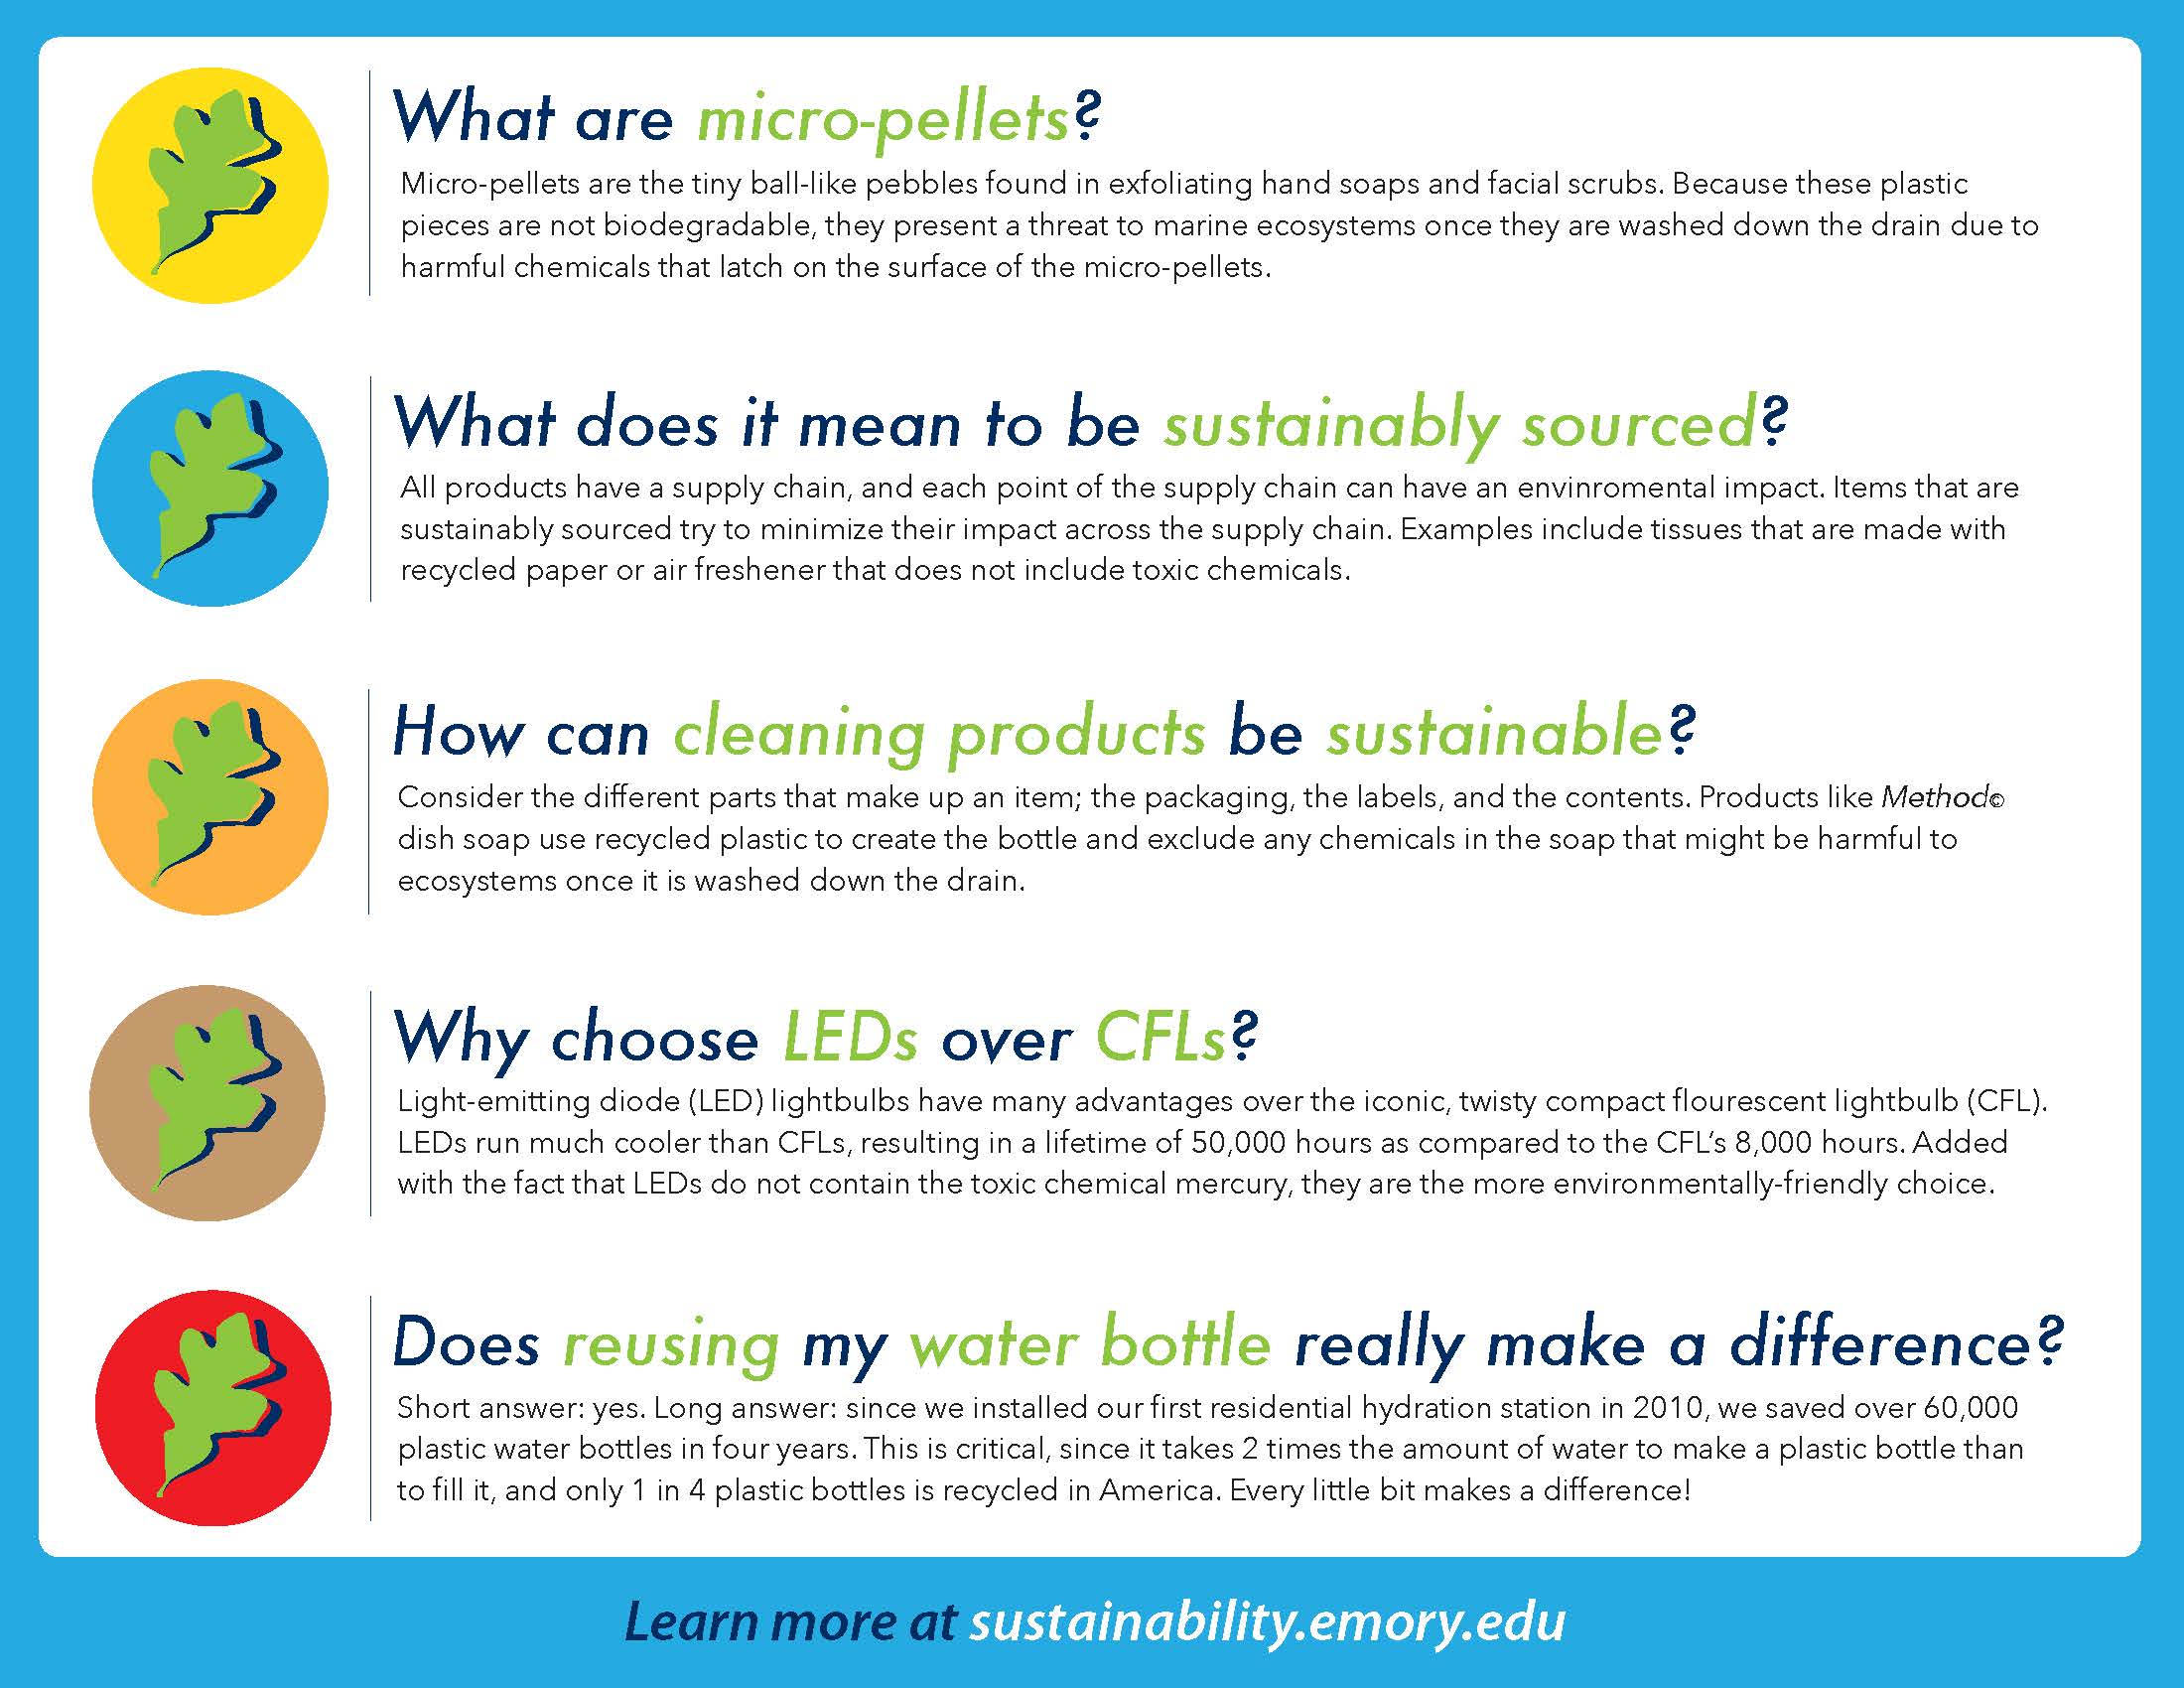 What are micro-pellets?
Micro-pellets are the tiny ball-like pebbles found in exfoliating hand soaps and facial scrubs. Because these plastic
pieces are not biodegradable, they present a threat to marine ecosystems once they are washed down the drain due to
harmful chemicals that latch on the surface of the micro-pellets.
What does it mean to be sustainably sourced?
All products have a supply chain, and each point of the supply chain can have an envinromental impact. Items that are
sustainably sourced try to minimize their impact across the supply chain. Examples include tissues that are made with
recycled paper or air freshener that does not include toxic chemicals.
How can cleaning products be sustainable?
Consider the different parts that make up an item; the packaging, the labels, and the contents. Products like Method©
dish soap use recycled plastic to create the bottle and exclude any chemicals in the soap that might be harmful to
ecosystems once it is washed down the drain.
Why choose LEDs over CFLs?
Light-emitting diode (LED) lightbulbs have many advantages over the iconic, twisty compact flourescent lightbulb (CFL).
LEDs run much cooler than CFLs, resulting in a lifetime of 50,000 hours as compared to the CFL's 8,000 hours. Added
with the fact that LEDs do not contain the toxic chemical mercury, they are the more environmentally-friendly choice.
Does reusing my water bottle really make a difference?
Short answer: yes. Long answer: since we installed our first residential hydration station in 2010, we saved over 60,000
plastic water bottles in four years. This is critical, since it takes 2 times the amount of water to make a plastic bottle than
to fill it, and only 1 in 4 plastic bottles is recycled in America. Every little bit makes a difference!
Learn more at sustainability.emory.edu